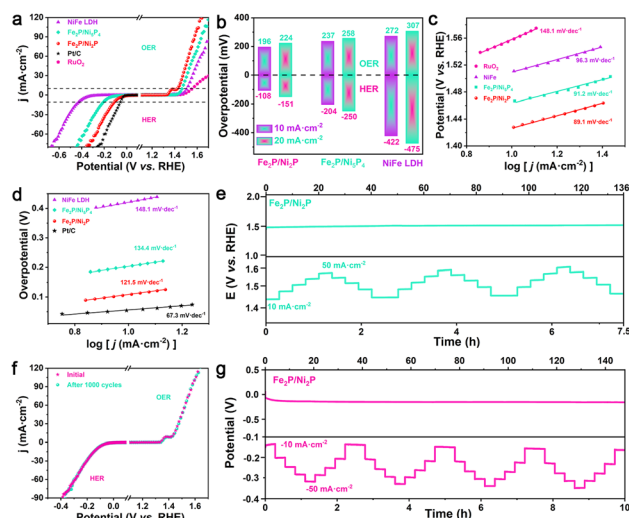 a
NiFe LDH
Fe₂P/Ni₅P₄
Fe₂P/Ni₂P
Pt/C
RuO₂
OER
HER
j (mA·cm⁻²)
120
90
60
30
0
-30
-60
-0.6 -0.4 -0.2 0.0 1.4 1.6
Potential (V vs. RHE)
b
Overpotential (mV)
600
400
200
0
200
400
196 224 237 258 272 307
OER
HER
-108 -151 -204 -250 -422 -475
10 mA·cm⁻²
20 mA·cm⁻²
Fe₂P/Ni₂P Fe₂P/Ni₅P₄ NiFe LDH
c
Potential (V vs. RHE)
1.60
1.56
1.52
1.48
1.44
1.40
148.1 mV·dec⁻¹
RuO₂
NiFe
98.3 mV·dec⁻¹
Fe₂P/Ni₅P₄
91.2 mV·dec⁻¹
Fe₂P/Ni₂P
89.1 mV·dec⁻¹
0.8 1.0 1.2 1.4
log [ j (mA·cm⁻²) ]
d
Overpotential (V)
NiFe LDH
Fe₂P/Ni₅P₄
Fe₂P/Ni₂P
Pt/C
0.4
0.3
0.2
0.1
149.1 mV·dec⁻¹
134.4 mV·dec⁻¹
121.5 mV·dec⁻¹
67.3 mV·dec⁻¹
0.8 1.0 1.2
log [ j (mA·cm⁻²) ]
e
0 20 40 60 80 100 120 136
Fe₂P/Ni₂P
E (V vs. RHE)
2.0
1.5
1.0
1.6
1.5
1.4
50 mA·cm⁻²
10 mA·cm⁻²
0 2 4 6 7.5
Time (h)
f
Initial
After 1000 cycles
OER
HER
j (mA·cm⁻²)
120
90
60
30
0
-30
-60
-90
-0.4 -0.2 0.0 1.4 1.6
Potential (V vs. RHE)
g
0 20 40 60 80 100 120 140
Fe₂P/Ni₂P
Potential (V)
0.5
0.0
-0.5
-0.1
-0.2
-0.3
-0.4
-10 mA·cm⁻²
-50 mA·cm⁻²
0 2 4 6 8 10
Time (h)